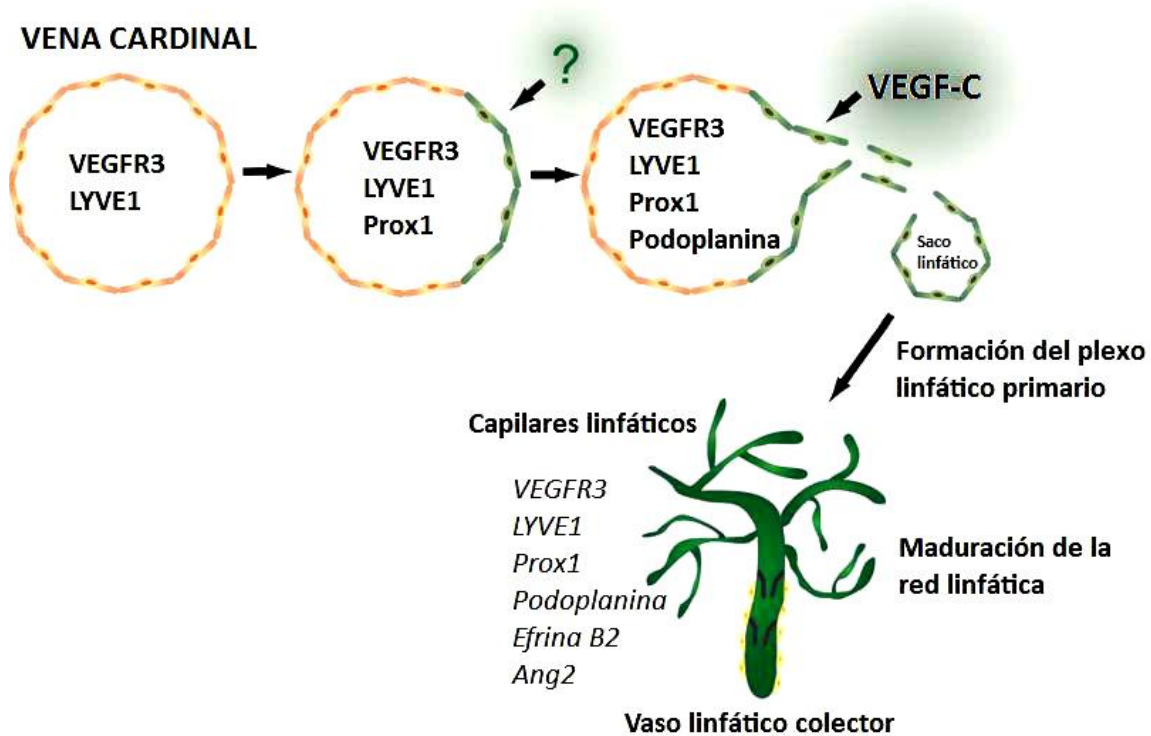 VENA CARDINAL
VEGFR3
LYVE1
?
VEGFR3
LYVE1
Prox1
VEGF-C
VEGFR3
LYVE1
Prox1
Podoplanina
Saco
linfático
Formación del plexo
linfático primario
Capilares linfáticos
VEGFR3
LYVE1
Prox1
Podoplanina
Efrina B2
Ang2
Maduración de la
red linfática
Vaso linfático colector